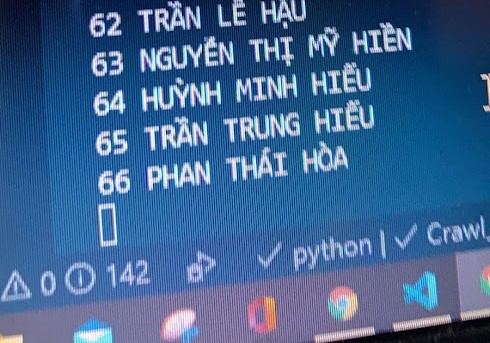 62 TRẦN LÊ HẬU
63 NGUYỄN THỊ MỸ HIỀN
64 HUỲNH MINH HIẾU
65 TRẦN TRUNG HIẾU
66 PHAN THÁI HÒA
0 142 python | Crawl_